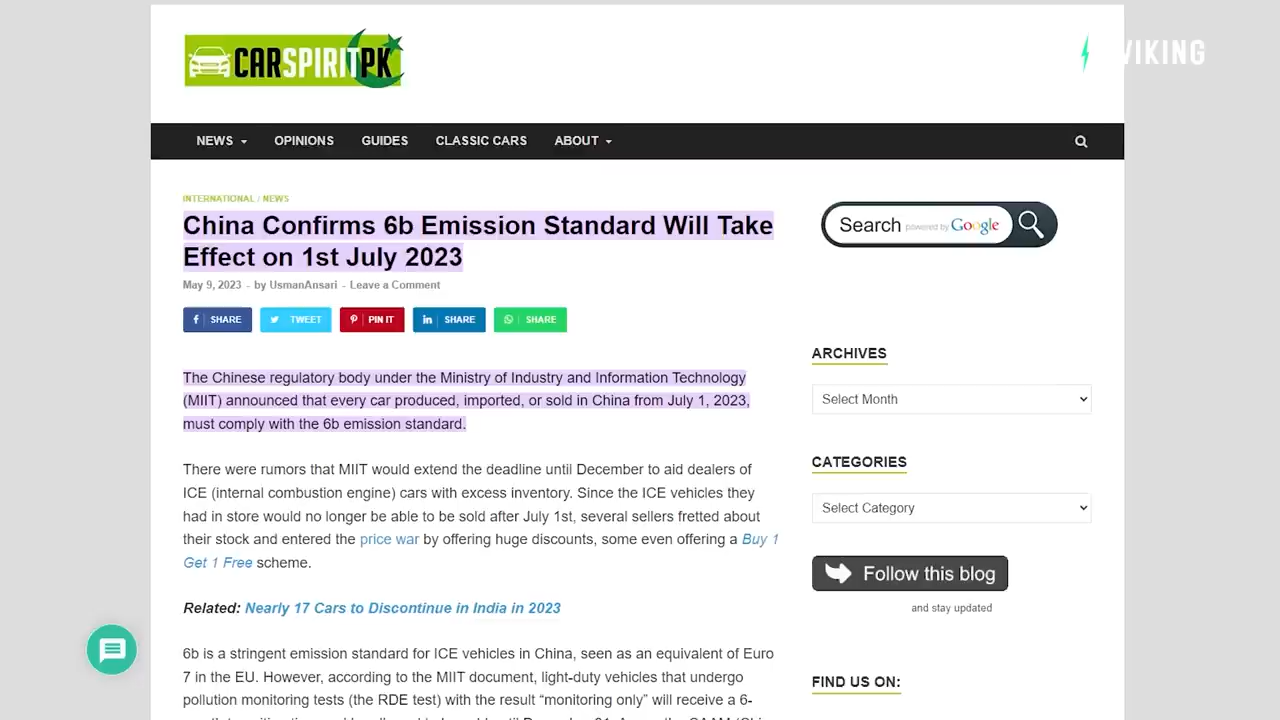 CARSPIRITPK
VIKING
NEWS
OPINIONS
GUIDES
CLASSIC CARS
ABOUT
INTERNATIONAL / NEWS
China Confirms 6b Emission Standard Will Take
Effect on 1st July 2023
May 9, 2023 - by UsmanAnsari - Leave a Comment
SHARE
TWEET
PIN IT
SHARE
SHARE
The Chinese regulatory body under the Ministry of Industry and Information Technology
(MIIT) announced that every car produced, imported, or sold in China from July 1, 2023,
must comply with the 6b emission standard.
There were rumors that MIIT would extend the deadline until December to aid dealers of
ICE (internal combustion engine) cars with excess inventory. Since the ICE vehicles they
had in store would no longer be able to be sold after July 1st, several sellers fretted about
their stock and entered the price war by offering huge discounts, some even offering a Buy 1
Get 1 Free scheme.
Related: Nearly 17 Cars to Discontinue in India in 2023
6b is a stringent emission standard for ICE vehicles in China, seen as an equivalent of Euro
7 in the EU. However, according to the MIIT document, light-duty vehicles that undergo
pollution monitoring tests (the RDE test) with the result “monitoring only” will receive a 6-
Search powered by Google
ARCHIVES
Select Month
CATEGORIES
Select Category
Follow this blog
and stay updated
FIND US ON: